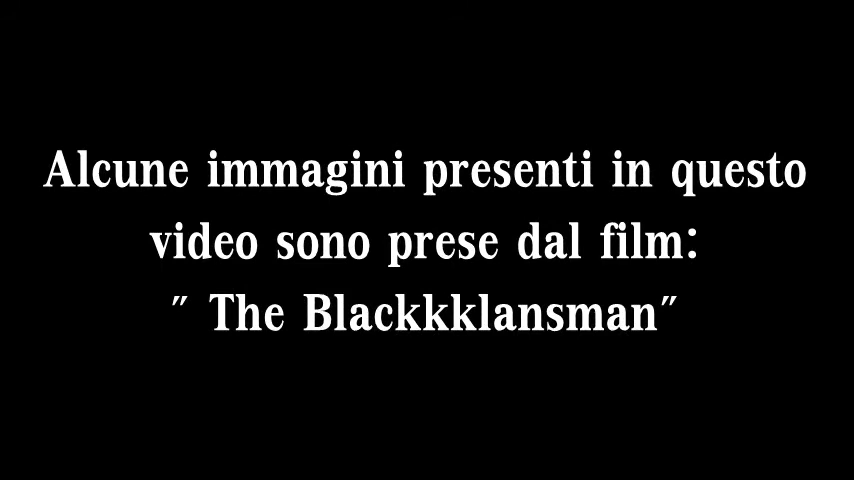 Alcune immagini presenti in questo
video sono prese dal film:
" The Blackkklansman"